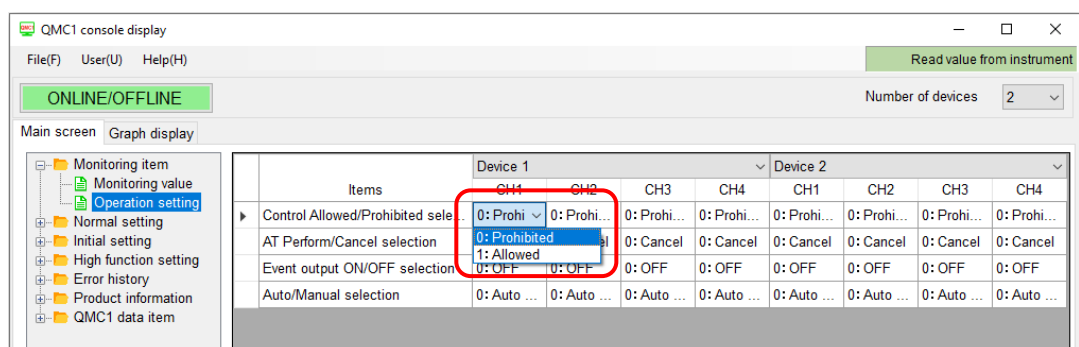 QMC1 QMC1 console display
File(F) User(U) Help(H) Read value from instrument
ONLINE/OFFLINE Number of devices 2
Main screen Graph display
Monitoring item
Monitoring value
Operation setting
Normal setting
Initial setting
High function setting
Error history
Product information
QMC1 data item
Device 1 Device 2
Items CH1 CH2 CH3 CH4 CH1 CH2 CH3 CH4
Control Allowed/Prohibited sele... 0: Prohi 0: Prohi... 0: Prohi... 0: Prohi... 0: Prohi... 0: Prohi... 0: Prohi... 0: Prohi...
0: Prohibited
1: Allowed
AT Perform/Cancel selection el 0: Cancel 0: Cancel 0: Cancel 0: Cancel 0: Cancel 0: Cancel
Event output ON/OFF selection 0: OFF 0: OFF 0: OFF 0: OFF 0: OFF 0: OFF 0: OFF 0: OFF
Auto/Manual selection 0: Auto ... 0: Auto ... 0: Auto ... 0: Auto ... 0: Auto ... 0: Auto ... 0: Auto ... 0: Auto ...